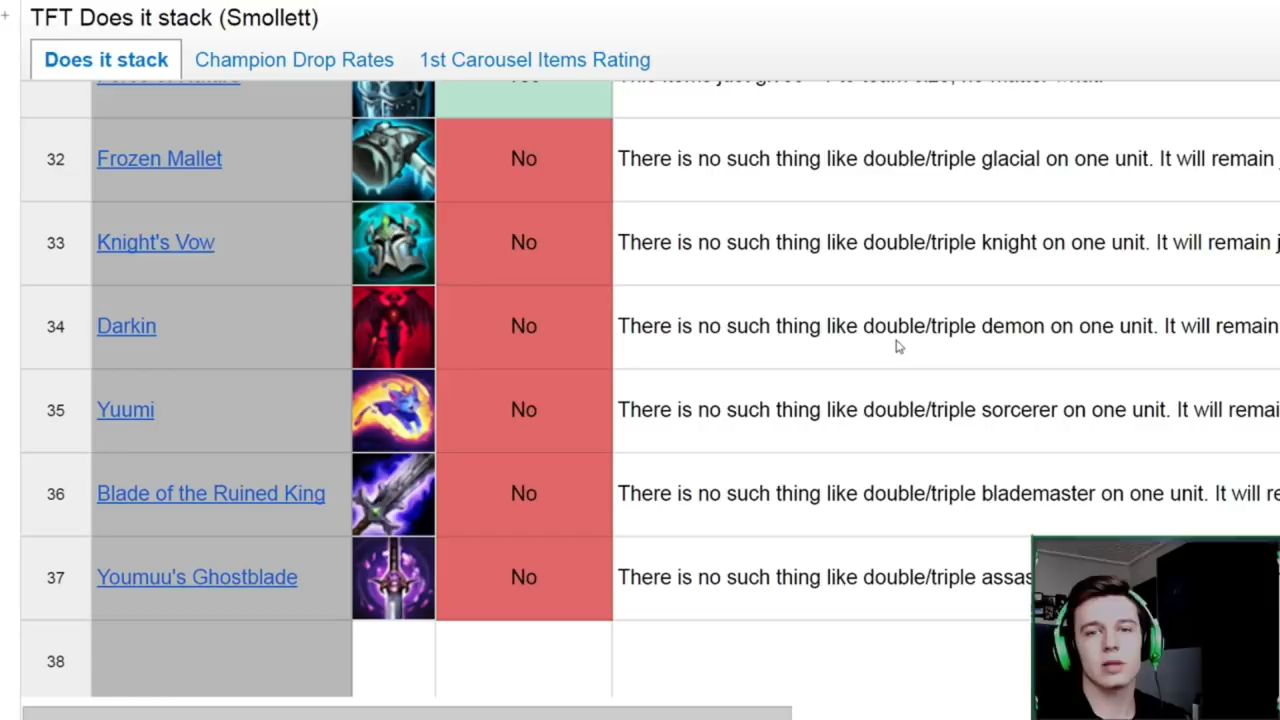 TFT Does it stack (Smollett)
Does it stack Champion Drop Rates 1st Carousel Items Rating
32 Frozen Mallet No There is no such thing like double/triple glacial on one unit. It will remain
33 Knight's Vow No There is no such thing like double/triple knight on one unit. It will remain
34 Darkin No There is no such thing like double/triple demon on one unit. It will remain
35 Yuumi No There is no such thing like double/triple sorcerer on one unit. It will remai
36 Blade of the Ruined King No There is no such thing like double/triple blademaster on one unit. It will re
37 Youmuu's Ghostblade No There is no such thing like double/triple assas
38